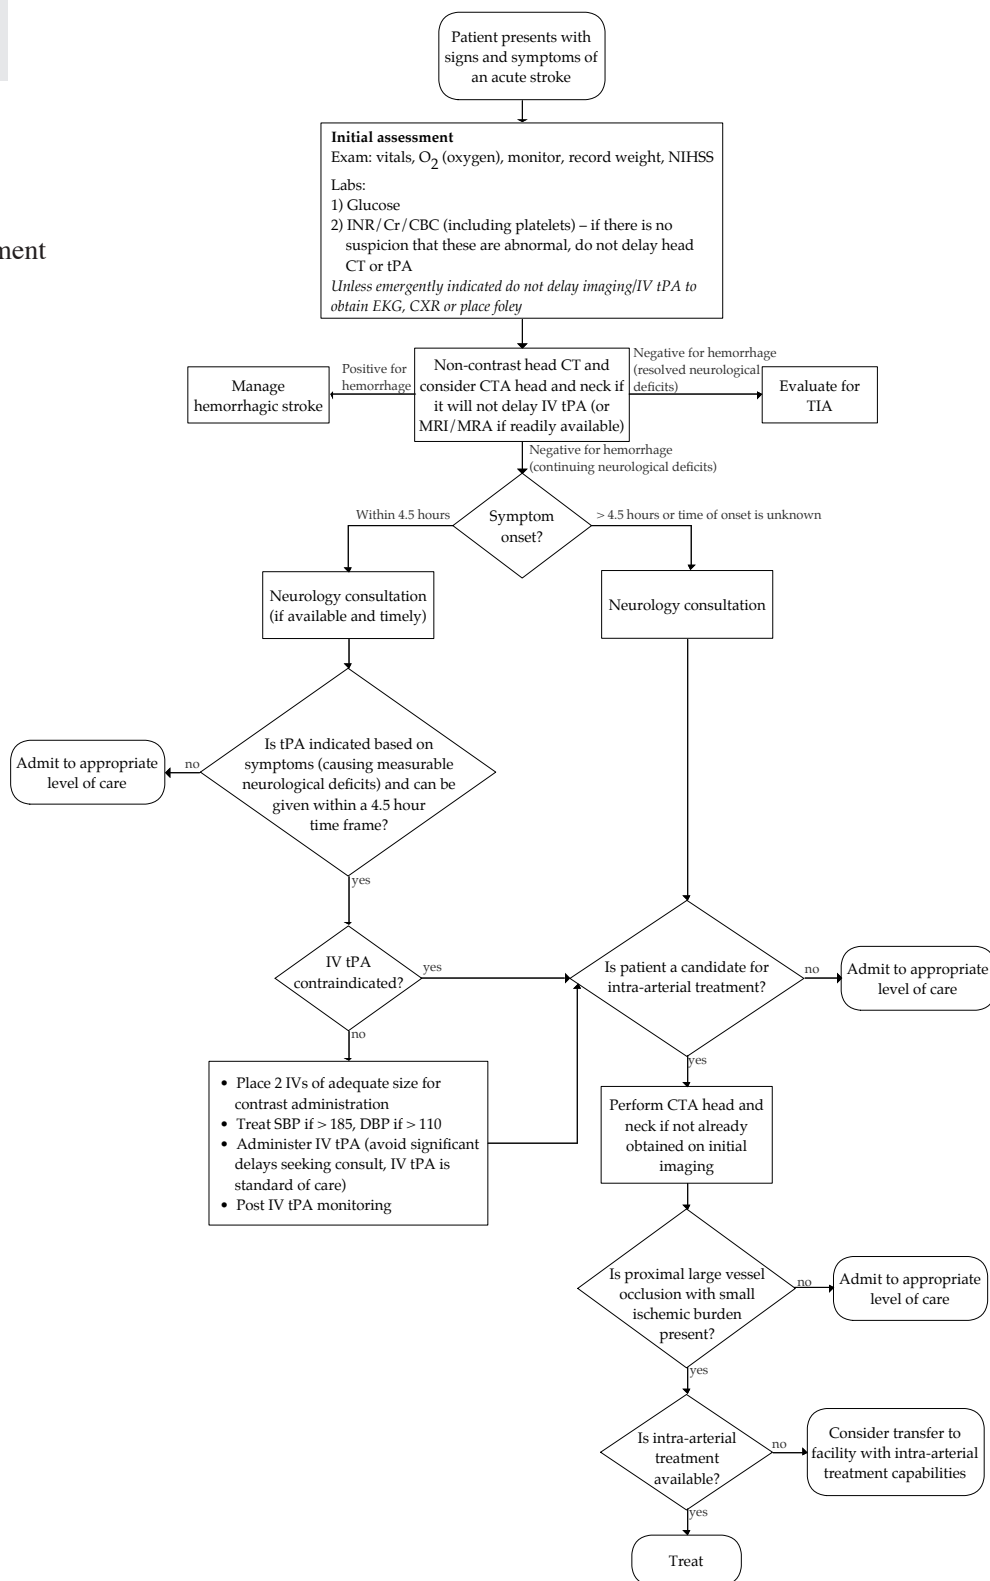 Patient presents with
signs and symptoms of
an acute stroke
Initial assessment
Exam: vitals, O2 (oxygen), monitor, record weight, NIHSS
Labs:
1) Glucose
2) INR/Cr/CBC (including platelets) – if there is no
suspicion that these are abnormal, do not delay head
CT or tPA
Unless emergently indicated do not delay imaging/IV tPA to
obtain EKG, CXR or place foley
ment
Manage
hemorrhagic stroke
Positive for
hemorrhage
Non-contrast head CT and
consider CTA head and neck if
it will not delay IV tPA (or
MRI/MRA if readily available)
Negative for hemorrhage
(resolved neurological
deficits)
Evaluate for
TIA
Negative for hemorrhage
(continuing neurological deficits)
Within 4.5 hours
Symptom
onset?
> 4.5 hours or time of onset is unknown
Neurology consultation
(if available and timely)
Neurology consultation
Admit to appropriate
level of care
no
Is tPA indicated based on
symptoms (causing measurable
neurological deficits) and can be
given within a 4.5 hour
time frame?
yes
IV tPA
contraindicated?
yes
no
Is patient a candidate for
intra-arterial treatment?
no
Admit to appropriate
level of care
yes
• Place 2 IVs of adequate size for
contrast administration
• Treat SBP if > 185, DBP if > 110
• Administer IV tPA (avoid significant
delays seeking consult, IV tPA is
standard of care)
• Post IV tPA monitoring
Perform CTA head and
neck if not already
obtained on initial
imaging
Is proximal large vessel
occlusion with small
ischemic burden
present?
no
Admit to appropriate
level of care
yes
Is intra-arterial
treatment
available?
no
Consider transfer to
facility with intra-arterial
treatment capabilities
yes
Treat